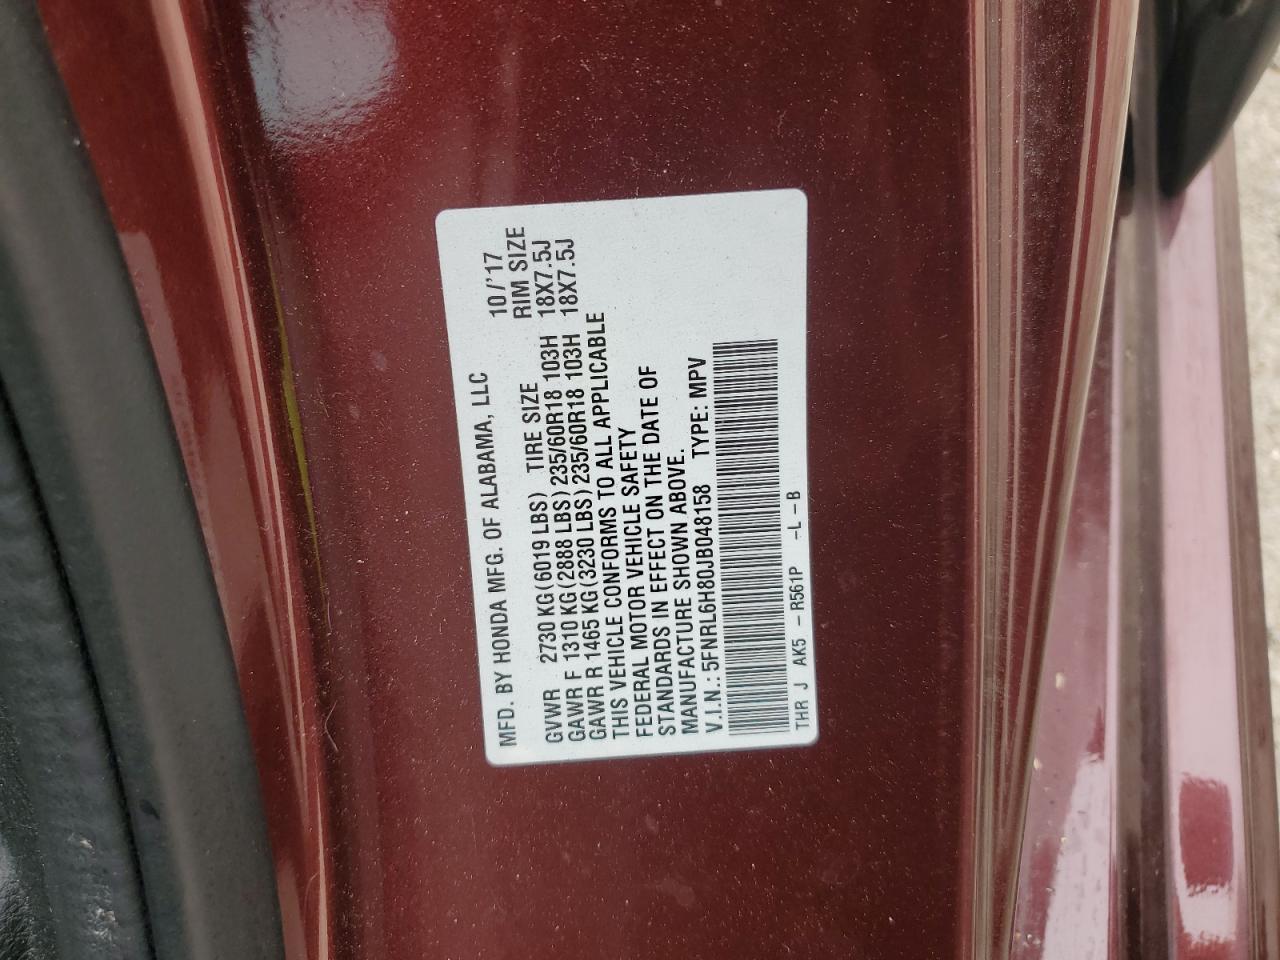 MFD. BY HONDA MFG. OF ALABAMA, LLC 10/'17
GVWR 2730 KG(6019 LBS) TIRE SIZE RIM SIZE
GAWR F 1310 KG(2888 LBS) 235/60R18 103H 18X7.5J
GAWR R 1465 KG(3230 LBS) 235/60R18 103H 18X7.5J
THIS VEHICLE CONFORMS TO ALL APPLICABLE
FEDERAL MOTOR VEHICLE SAFETY
STANDARDS IN EFFECT ON THE DATE OF
MANUFACTURE SHOWN ABOVE.
V.I.N.: 5FNRL6H80JB048158 TYPE: MPV
THR J AK5 -R561P -L-B